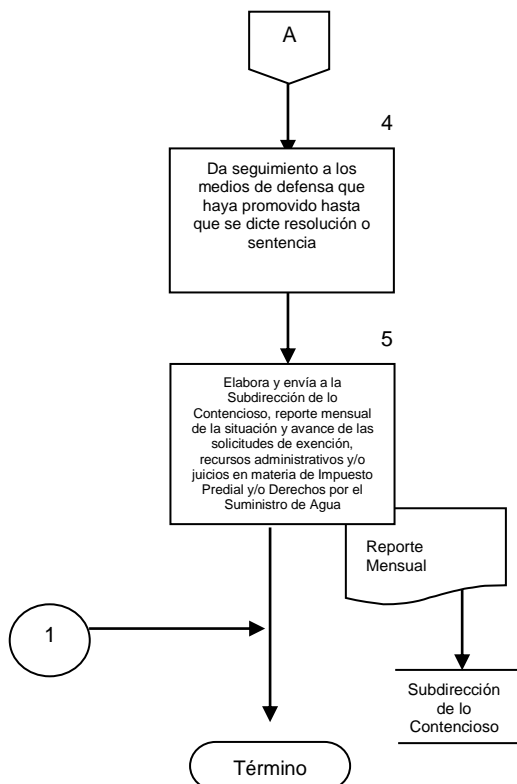 A
4
Da seguimiento a los
medios de defensa que
haya promovido hasta
que se dicte resolución o
sentencia
5
Elabora y envía a la
Subdirección de lo
Contencioso, reporte mensual
de la situación y avance de las
solicitudes de exención,
recursos administrativos y/o
juicios en materia de Impuesto
Predial y/o Derechos por el
Suministro de Agua
Reporte
Mensual
1
Subdirección
de lo
Contencioso
Término